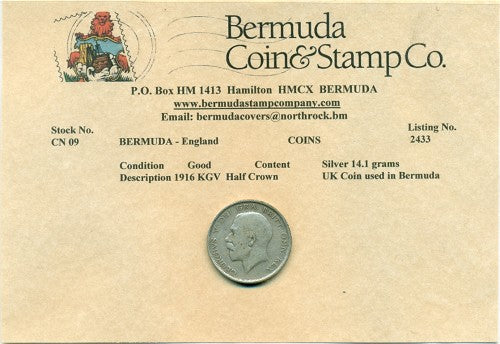 Bermuda
Coin & Stamp Co.
P.O. Box HM 1413 Hamilton HMCX BERMUDA
www.bermudastampcompany.com
Email: bermudacovers@northrock.bm
Stock No. Listing No.
CN 09 BERMUDA - England COINS 2433
Condition Good Content Silver 14.1 grams
Description 1916 KGV Half Crown UK Coin used in Bermuda